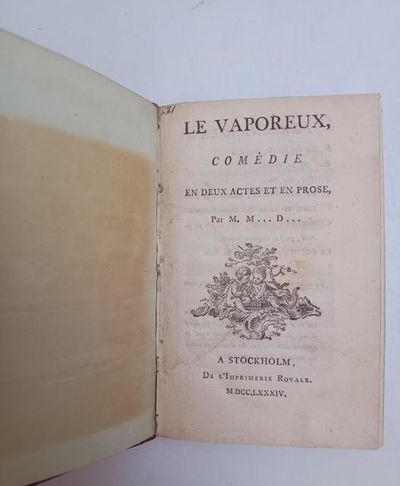 LE VAPOREUX,
COMÉDIE
EN DEUX ACTES ET EN PROSE,
Par M. M... D...
A STOCKHOLM,
De l'Imprimerie Royale.
M.DCC.LXXXIV.